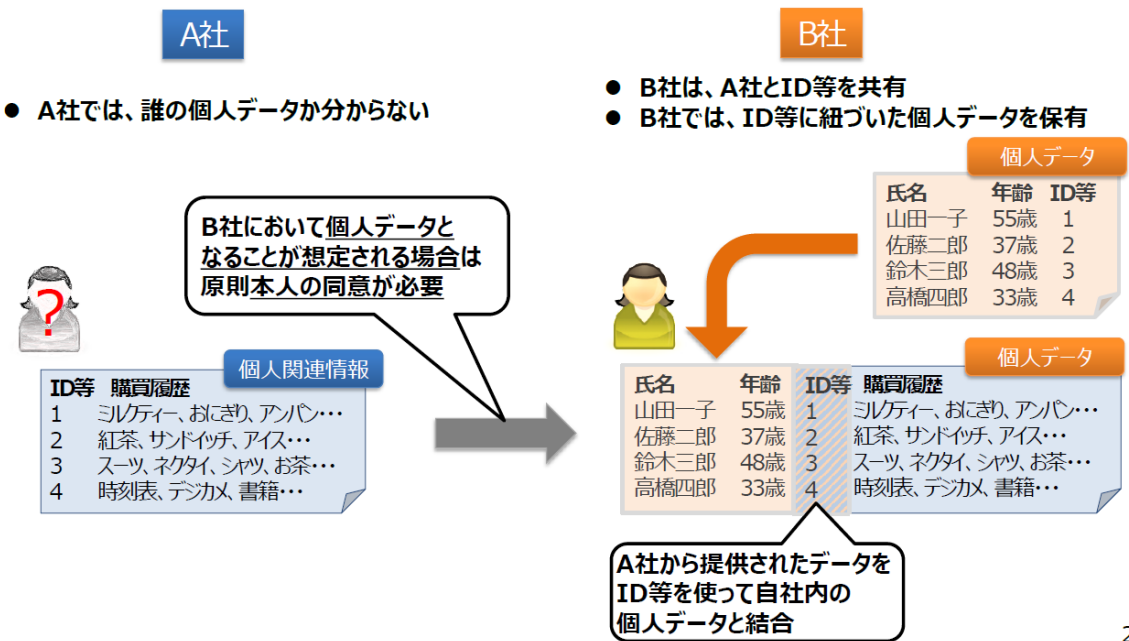 A社
● A社では、誰の個人データか分からない
B社において個人データと
なることが想定される場合は
原則本人の同意が必要
?
個人関連情報
ID等 購買履歴
1 ミルクティー、おにぎり、アンパン・・・
2 紅茶、サンドイッチ、アイス・・・
3 スーツ、ネクタイ、シャツ、お茶・・・
4 時刻表、デジカメ、書籍・・・
B社
● B社は、A社とID等を共有
● B社では、ID等に紐づいた個人データを保有
個人データ
氏名 年齢 ID等
山田一子 55歳 1
佐藤二郎 37歳 2
鈴木三郎 48歳 3
高橋四郎 33歳 4
個人データ
氏名 年齢 ID等 購買履歴
山田一子 55歳 1 ミルクティー、おにぎり、アンパン・・・
佐藤二郎 37歳 2 紅茶、サンドイッチ、アイス・・・
鈴木三郎 48歳 3 スーツ、ネクタイ、シャツ、お茶・・・
高橋四郎 33歳 4 時刻表、デジカメ、書籍・・・
A社から提供されたデータを
ID等を使って自社内の
個人データと結合